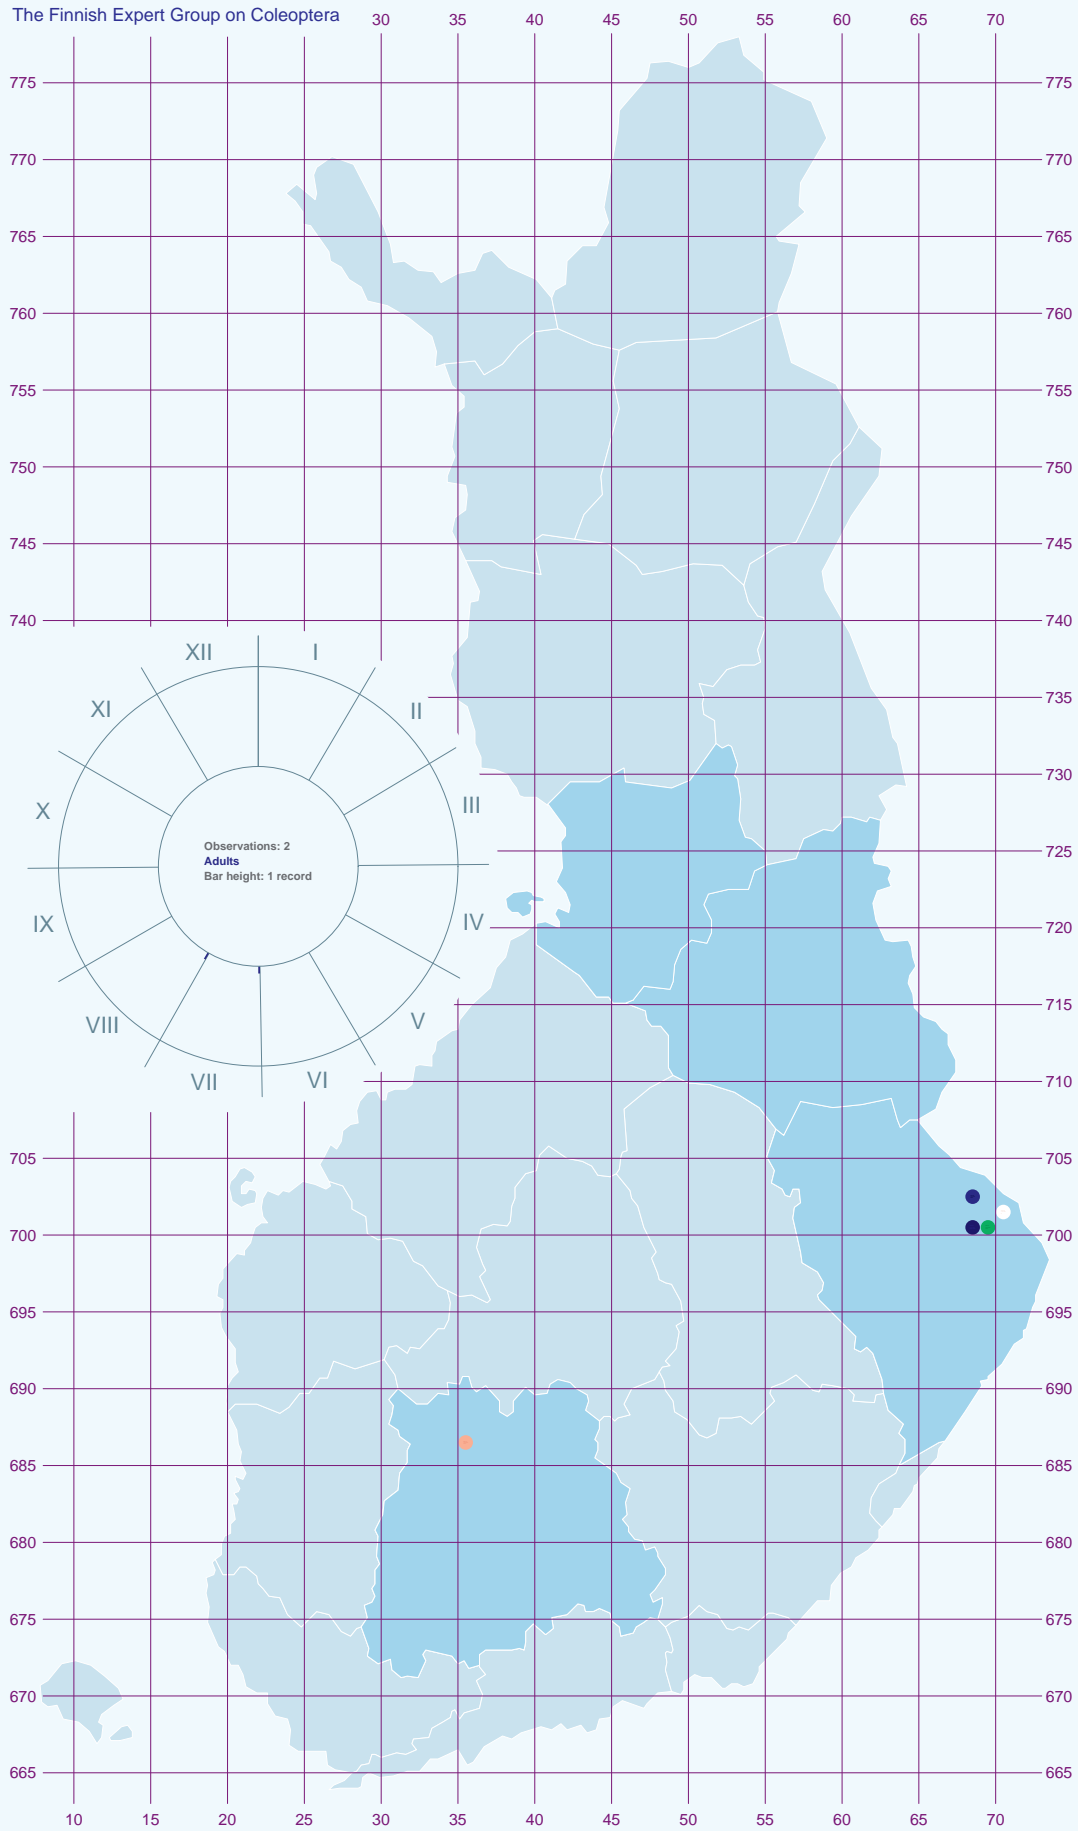 The Finnish Expert Group on Coleoptera
30 35 40 45 50 55 60 65 70
775 775
770 770
765 765
760 760
755 755
750 750
745 745
740 740
XII I
XI II
735
730
X III
Observations: 2
Adults
Bar height: 1 record
725
IX IV
720
715
VIII V
VII VI
710
705 705
700 700
695 695
690 690
685 685
680 680
675 675
670 670
665 665
10 15 20 25 30 35 40 45 50 55 60 65 70